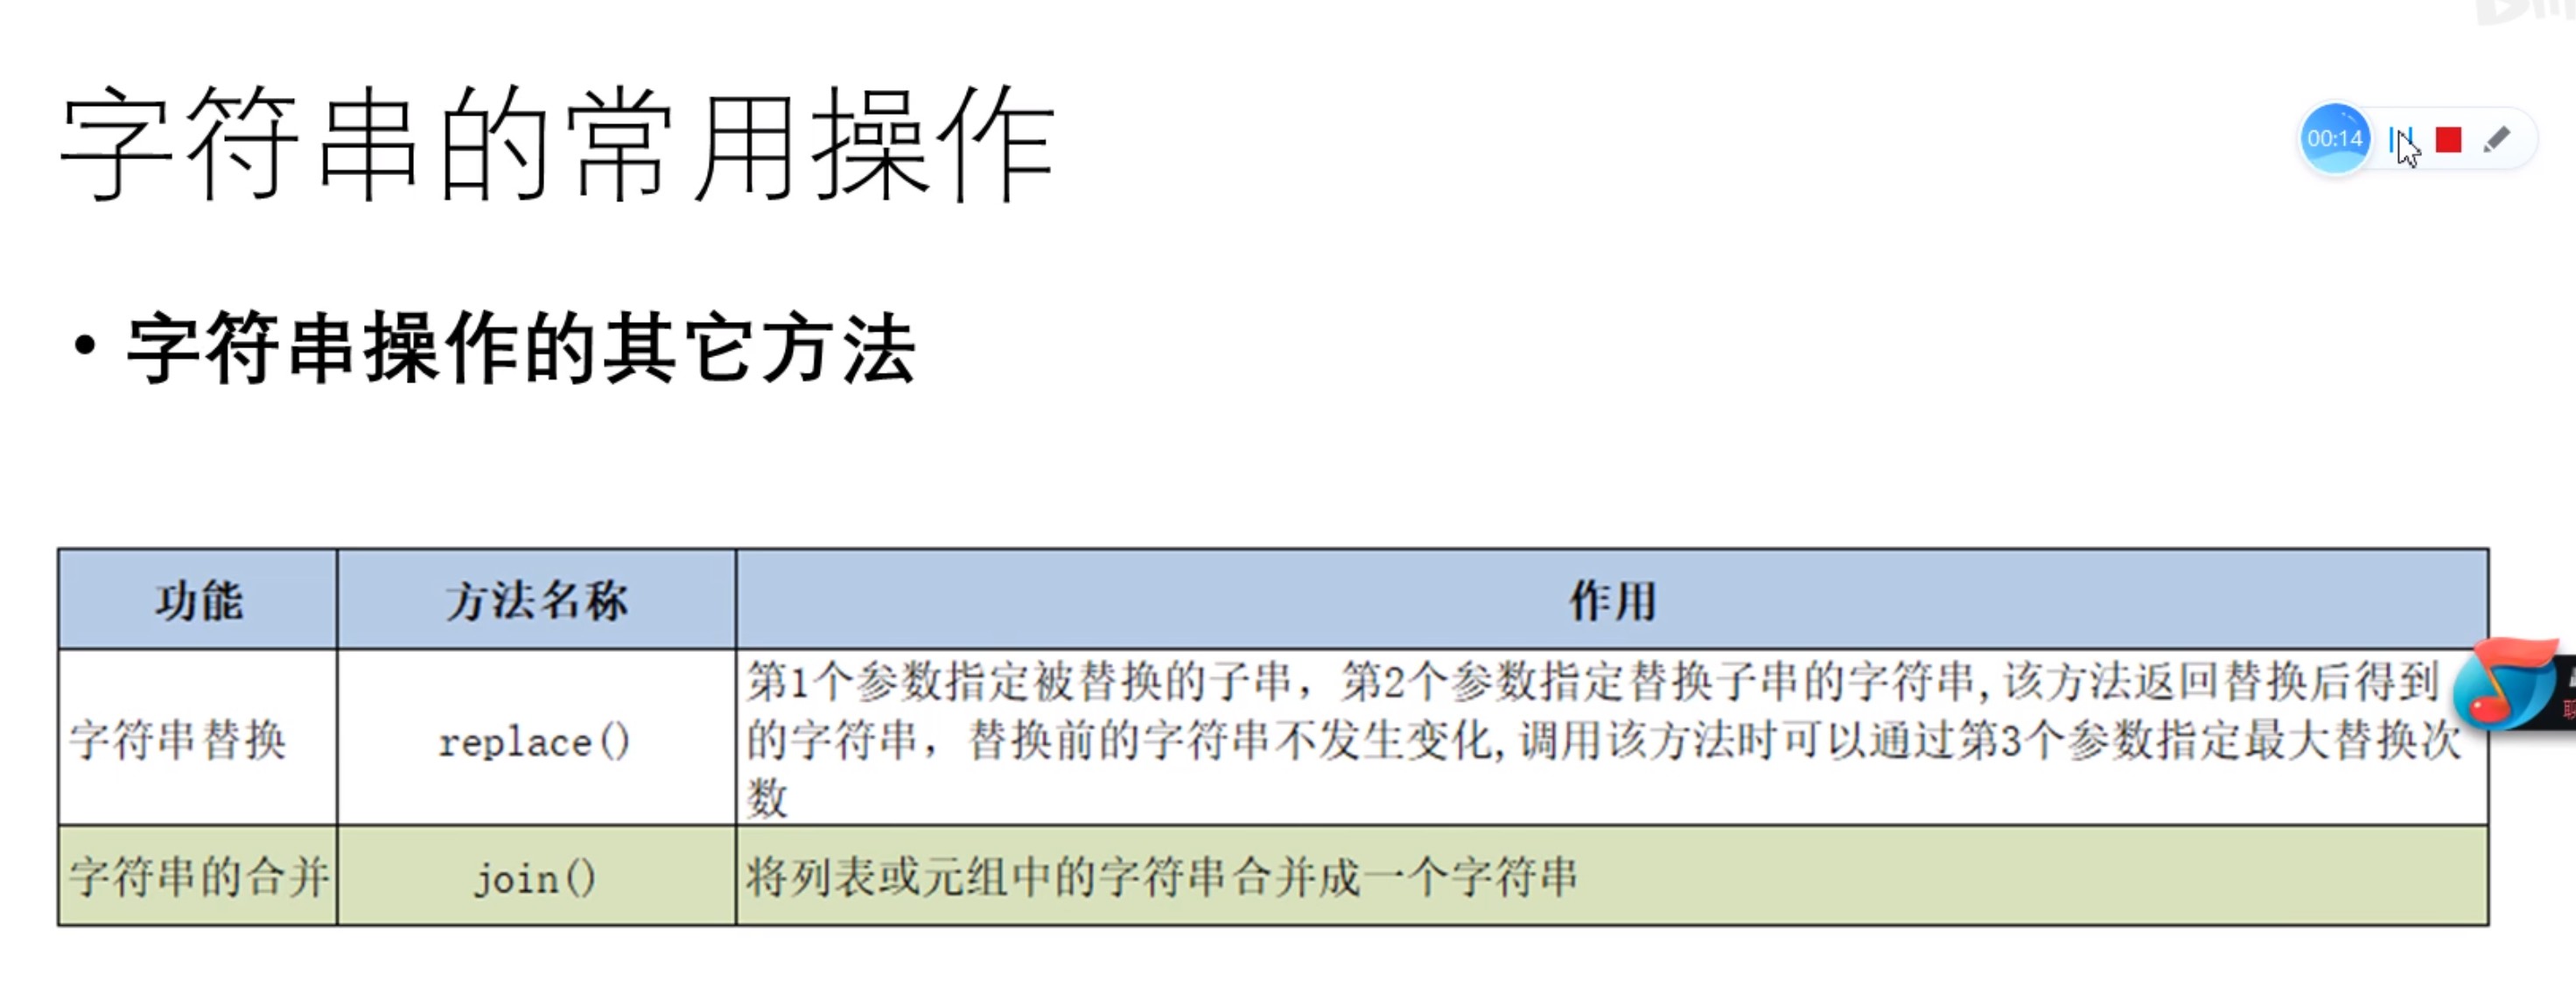 字符串的常用操作
00:14
• 字符串操作的其它方法
功能 方法名称 作用
字符串替换 replace() 第1个参数指定被替换的子串，第2个参数指定替换子串的字符串,该方法返回替换后得到
的字符串，替换前的字符串不发生变化,调用该方法时可以通过第3个参数指定最大替换次
数
字符串的合并 join() 将列表或元组中的字符串合并成一个字符串